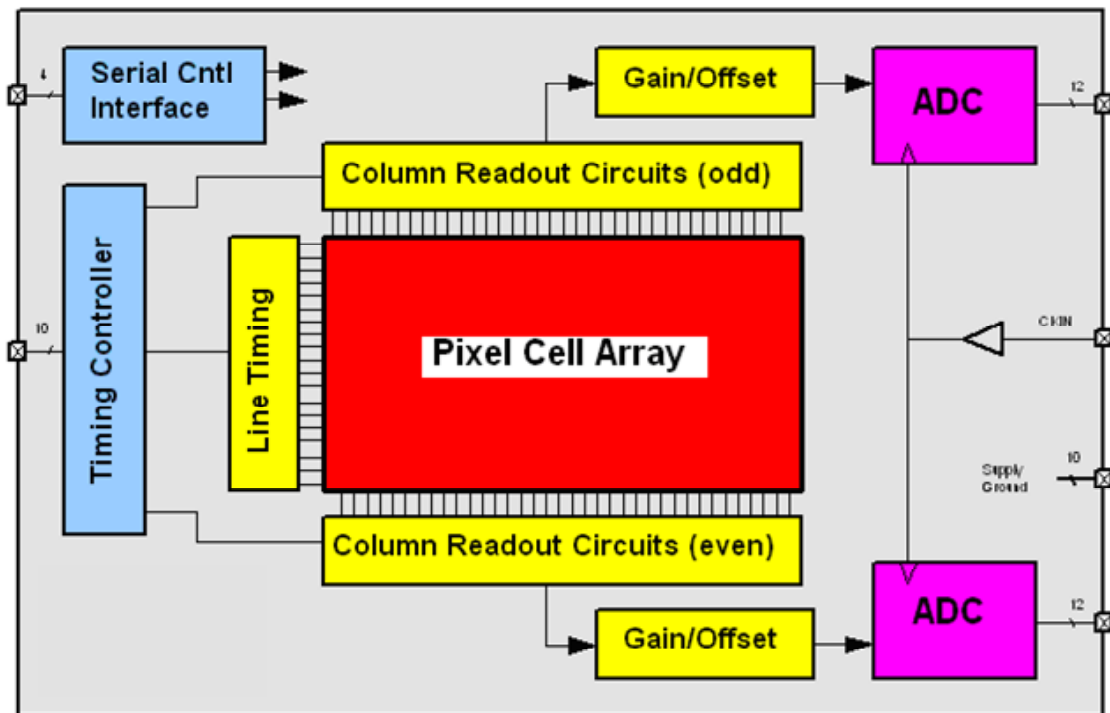 4
Serial Cntl
Interface
Gain/Offset
ADC
12
Column Readout Circuits (odd)
Timing Controller
10
Line Timing
Pixel Cell Array
CKIN
10
Supply
Ground
Column Readout Circuits (even)
Gain/Offset
ADC
12